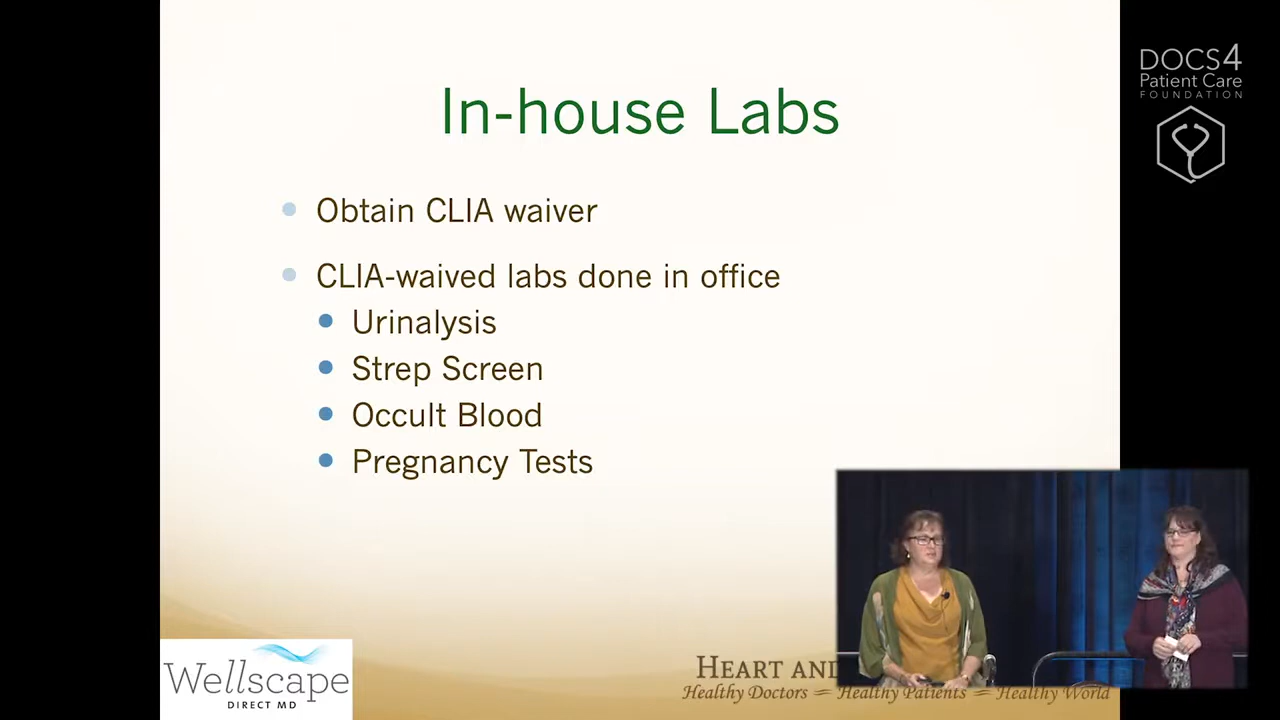 In-house Labs
Obtain CLIA waiver
CLIA-waived labs done in office
Urinalysis
Strep Screen
Occult Blood
Pregnancy Tests
DOCS4
Patient Care
FOUNDATION
Wellscape
DIRECT MD
HEART AND
Healthy Doctors — Healthy Patients — Healthy World